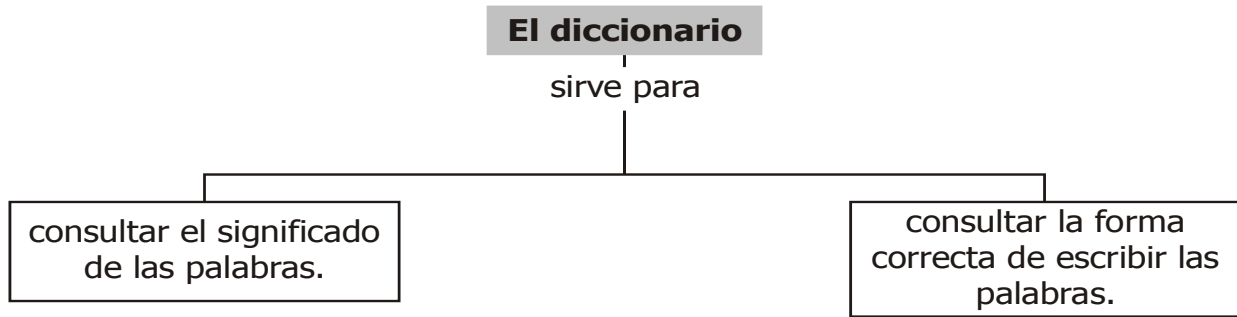 El diccionario
sirve para
consultar el significado
de las palabras.
consultar la forma
correcta de escribir las
palabras.